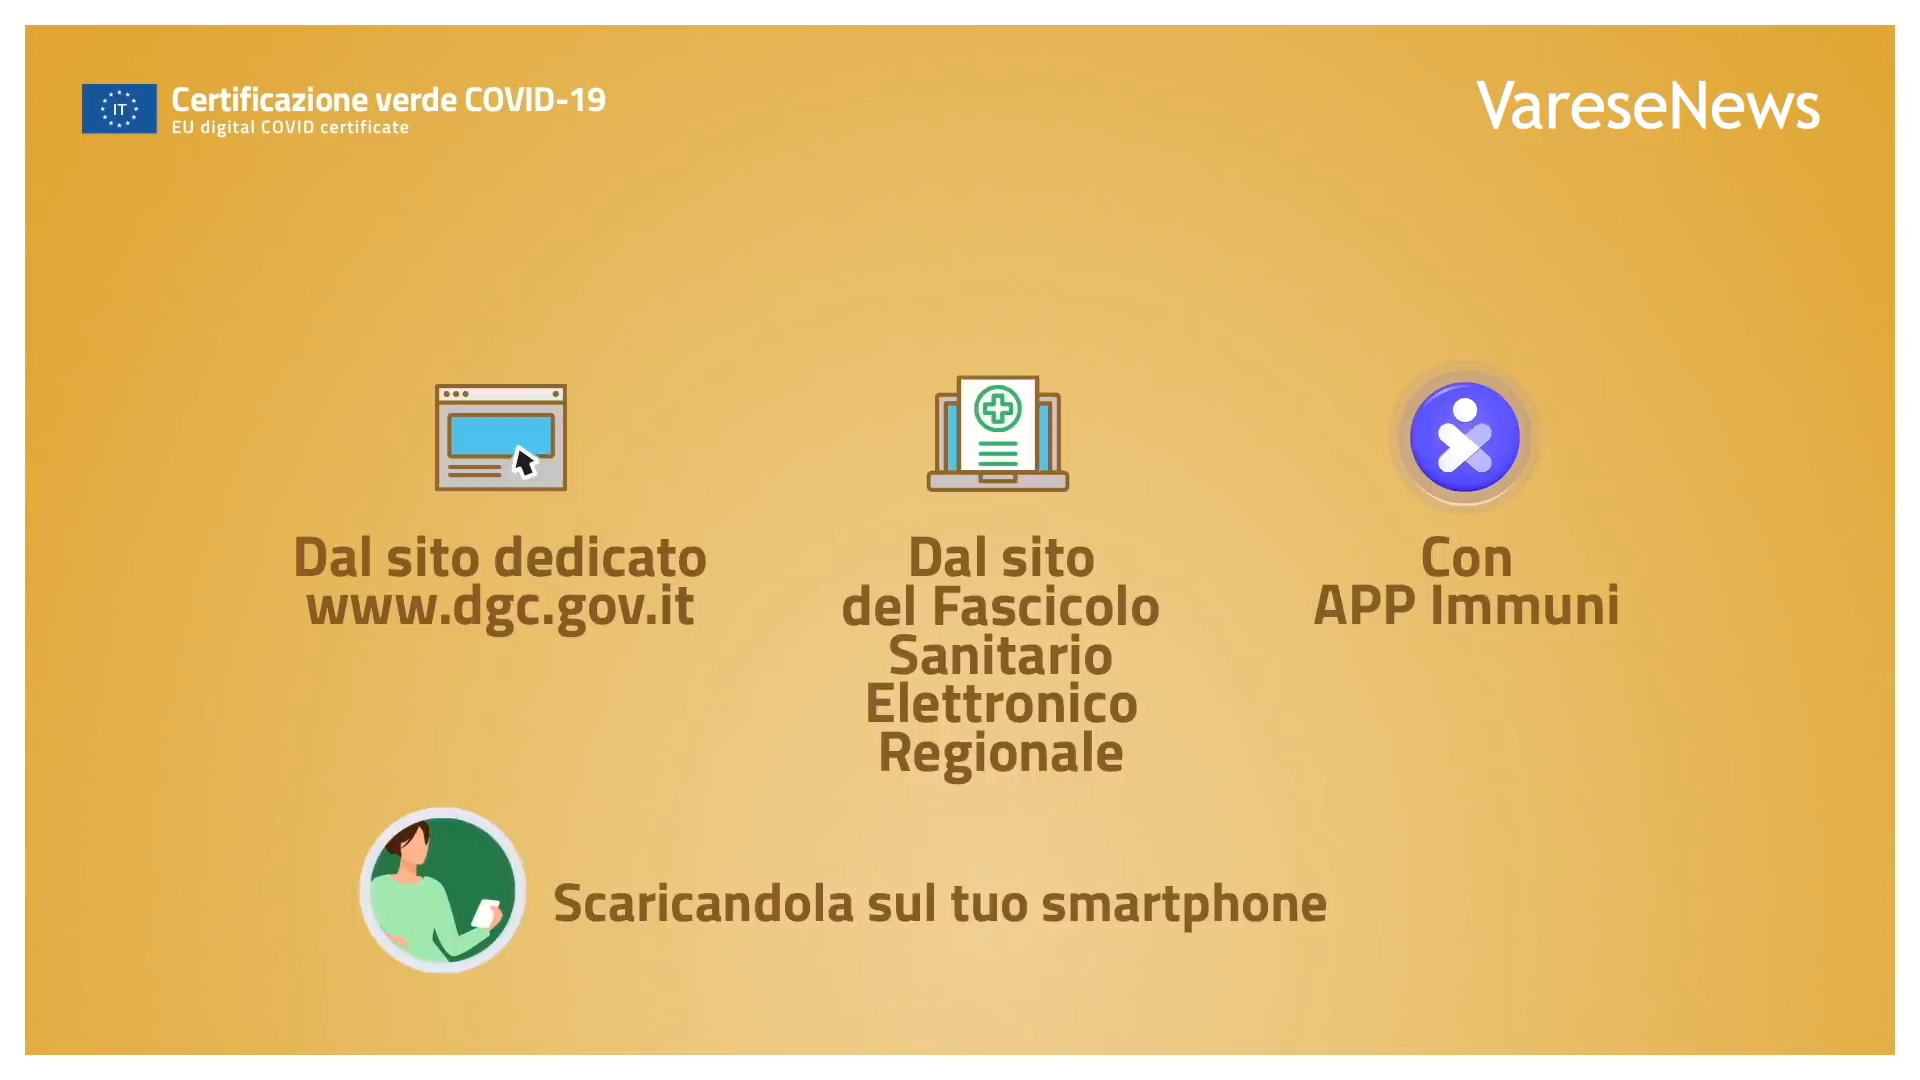 IT
Certificazione verde COVID-19
EU digital COVID certificate
VareseNews
Dal sito dedicato
www.dgc.gov.it
Dal sito
del Fascicolo
Sanitario
Elettronico
Regionale
Con
APP Immuni
Scaricandola sul tuo smartphone